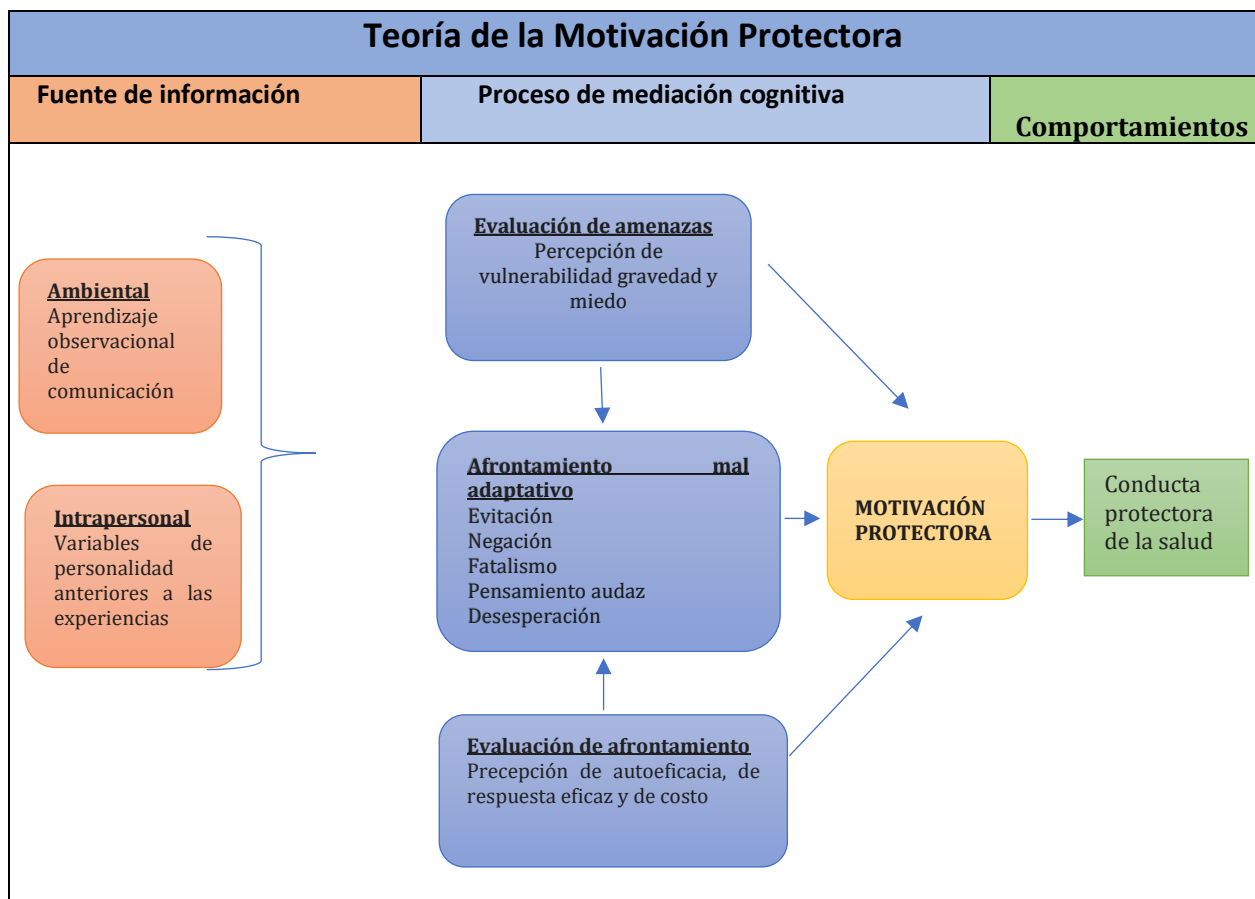 Teoría de la Motivación Protectora
Fuente de información
Proceso de mediación cognitiva
Comportamientos
Ambiental
Aprendizaje
observacional
de
comunicación
Intrapersonal
Variables de
personalidad
anteriores a las
experiencias
Evaluación de amenazas
Percepción de
vulnerabilidad gravedad y
miedo
Afrontamiento mal
adaptativo
Evitación
Negación
Fatalismo
Pensamiento audaz
Desesperación
Evaluación de afrontamiento
Precepción de autoeficacia, de
respuesta eficaz y de costo
MOTIVACIÓN
PROTECTORA
Conducta
protectora
de la salud